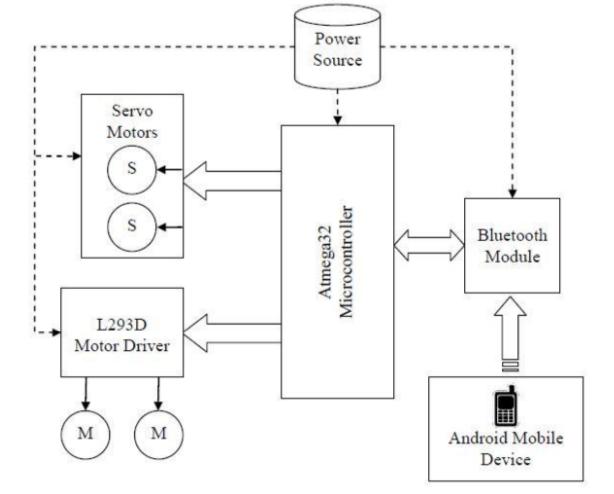 Power
Source
Servo
Motors
S
S
Atmega32
Microcontroller
Bluetooth
Module
L293D
Motor Driver
M
M
Android Mobile
Device